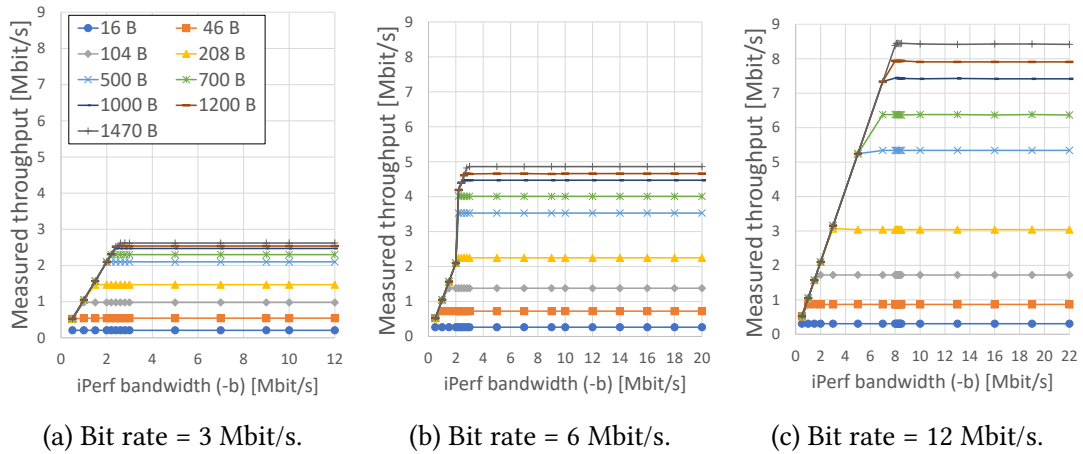 9
8
7
6
5
4
3
2
1
0
Measured throughput [Mbit/s]
16 B
46 B
104 B
208 B
500 B
700 B
1000 B
1200 B
1470 B
0 2 4 6 8 10 12
iPerf bandwidth (-b) [Mbit/s]
(a) Bit rate = 3 Mbit/s.
9
8
7
6
5
4
3
2
1
0
Measured throughput [Mbit/s]
0 2 4 6 8 10 12 14 16 18 20
iPerf bandwidth (-b) [Mbit/s]
(b) Bit rate = 6 Mbit/s.
9
8
7
6
5
4
3
2
1
0
Measured throughput [Mbit/s]
0 2 4 6 8 10 12 14 16 18 20 22
iPerf bandwidth (-b) [Mbit/s]
(c) Bit rate = 12 Mbit/s.